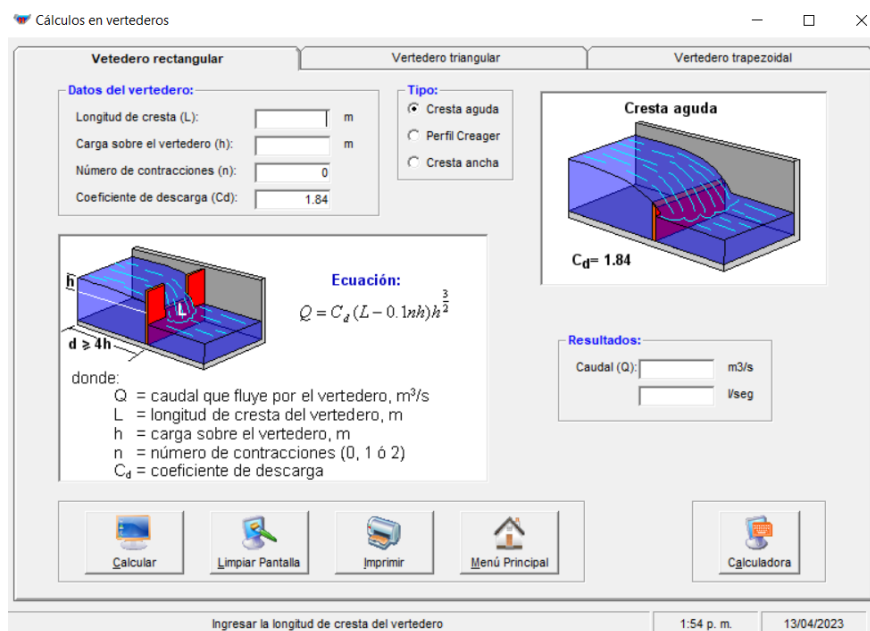 Cálculos en vertederos
Vetedero rectangular
Vertedero triangular
Vertedero trapezoidal
Datos del vertedero:
Longitud de cresta (L):
m
Carga sobre el vertedero (h):
m
Número de contracciones (n):
0
Coeficiente de descarga (Cd):
1.84
Tipo:
Cresta aguda
Perfil Creager
Cresta ancha
Cresta aguda
Cd= 1.84
h
L
d ≥ 4h
Ecuación:
Q = C_d (L − 0.1nh)h^{3/2}
donde:
Q = caudal que fluye por el vertedero, m³/s
L = longitud de cresta del vertedero, m
h = carga sobre el vertedero, m
n = número de contracciones (0, 1 ó 2)
Cd = coeficiente de descarga
Resultados:
Caudal (Q):
m3/s
l/seg
Calcular
Limpiar Pantalla
Imprimir
Menú Principal
Calculadora
Ingresar la longitud de cresta del vertedero
1:54 p. m.
13/04/2023